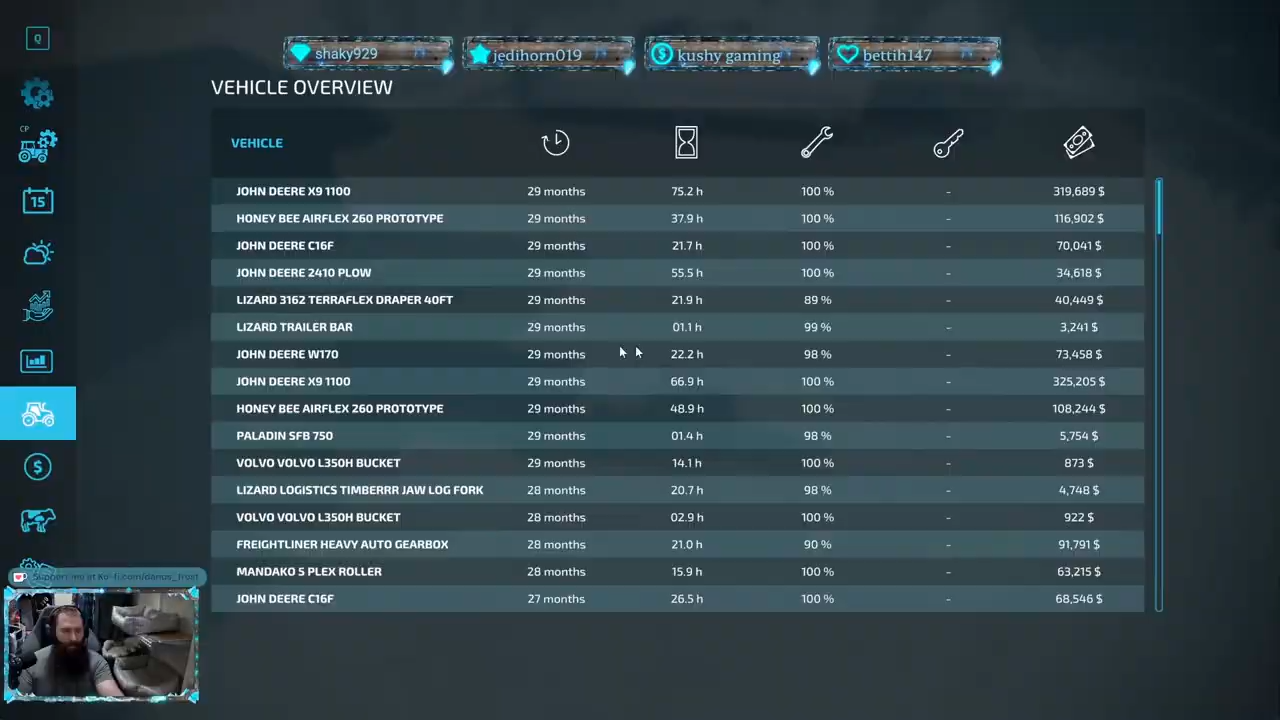 Q
shaky929
jedihorn019
kushy gaming
bettih147
VEHICLE OVERVIEW
CP
VEHICLE
15
JOHN DEERE X9 1100 29 months 75.2 h 100 % - 319,689 $
HONEY BEE AIRFLEX 260 PROTOTYPE 29 months 37.9 h 100 % - 116,902 $
JOHN DEERE C16F 29 months 21.7 h 100 % - 70,041 $
JOHN DEERE 2410 PLOW 29 months 55.5 h 100 % - 34,618 $
LIZARD 3162 TERRAFLEX DRAPER 40FT 29 months 21.9 h 89 % - 40,449 $
LIZARD TRAILER BAR 29 months 01.1 h 99 % - 3,241 $
JOHN DEERE W170 29 months 22.2 h 98 % - 73,458 $
JOHN DEERE X9 1100 29 months 66.9 h 100 % - 325,205 $
HONEY BEE AIRFLEX 260 PROTOTYPE 29 months 48.9 h 100 % - 108,244 $
PALADIN SFB 750 29 months 01.4 h 98 % - 5,754 $
VOLVO VOLVO L350H BUCKET 29 months 14.1 h 100 % - 873 $
LIZARD LOGISTICS TIMBERRR JAW LOG FORK 28 months 20.7 h 98 % - 4,748 $
VOLVO VOLVO L350H BUCKET 28 months 02.9 h 100 % - 922 $
FREIGHTLINER HEAVY AUTO GEARBOX 28 months 21.0 h 90 % - 91,791 $
MANDAKO 5 PLEX ROLLER 28 months 15.9 h 100 % - 63,215 $
JOHN DEERE C16F 27 months 26.5 h 100 % - 68,546 $
Support me at Ko-fi.com/danos_trust